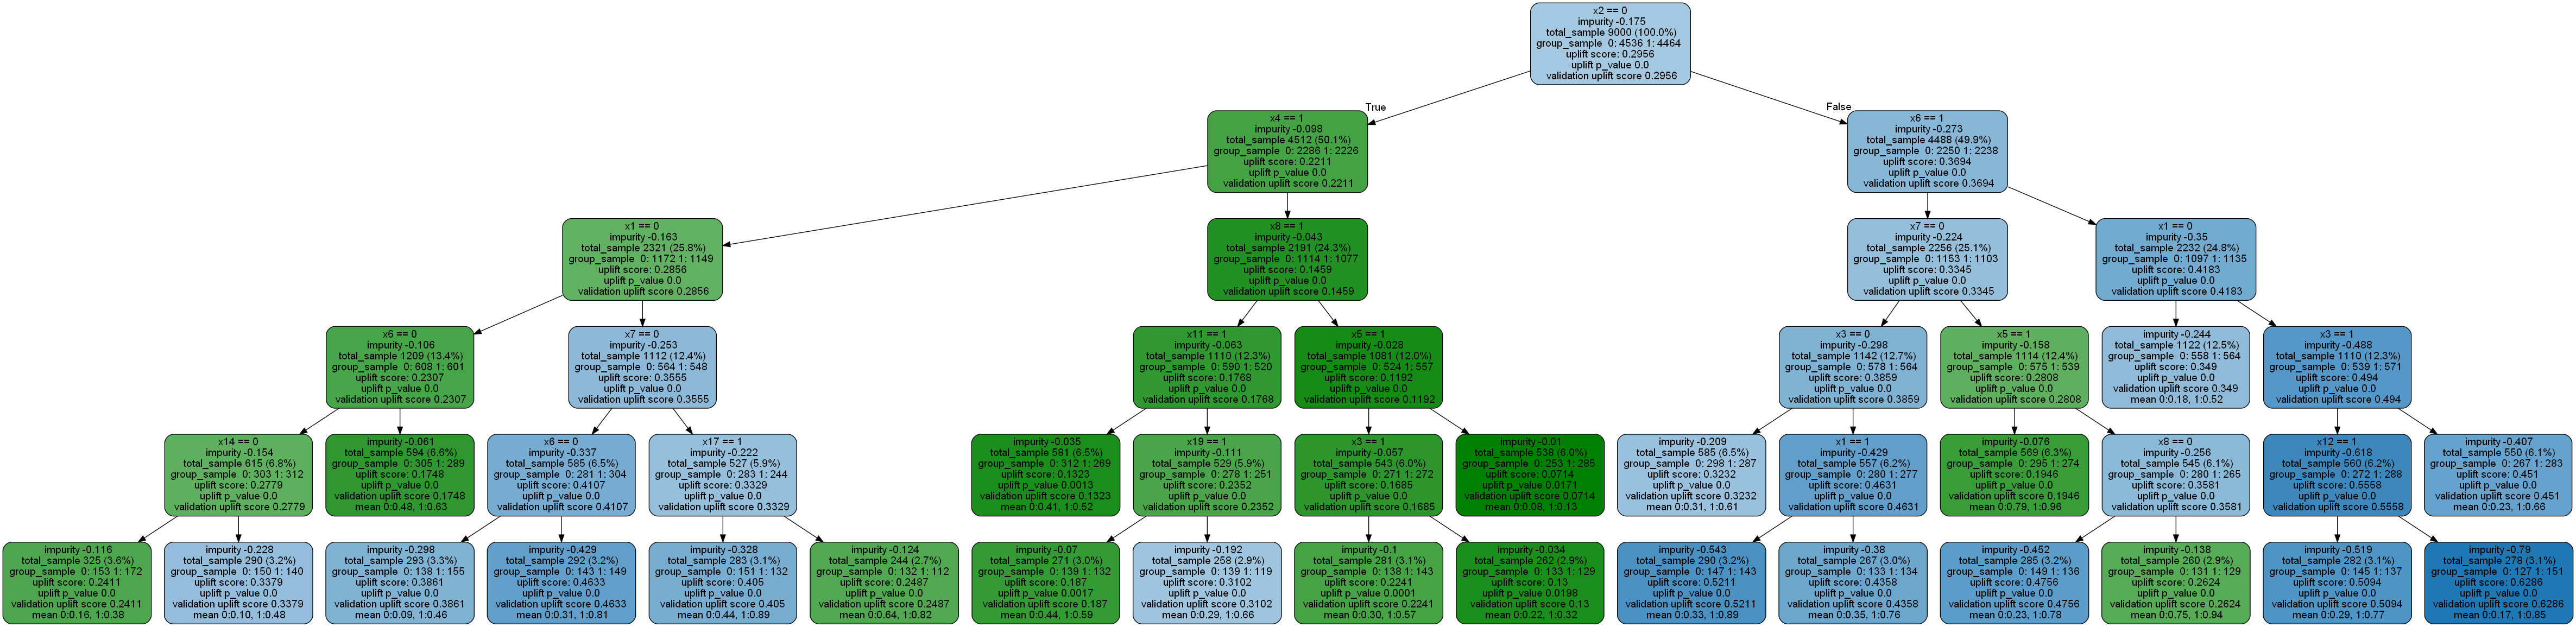 x2 == 0
impurity -0.175
total_sample 9000 (100.0%)
group_sample 0: 4536 1: 4464
uplift score: 0.2956
uplift p_value 0.0
validation uplift score 0.2956
True
False
x4 == 1
impurity -0.098
total_sample 4512 (50.1%)
group_sample 0: 2286 1: 2226
uplift score: 0.2211
uplift p_value 0.0
validation uplift score 0.2211
x6 == 1
impurity -0.273
total_sample 4488 (49.9%)
group_sample 0: 2250 1: 2238
uplift score: 0.3694
uplift p_value 0.0
validation uplift score 0.3694
x1 == 0
impurity -0.163
total_sample 2321 (25.8%)
group_sample 0: 1172 1: 1149
uplift score: 0.2856
uplift p_value 0.0
validation uplift score 0.2856
x8 == 1
impurity -0.043
total_sample 2191 (24.3%)
group_sample 0: 1114 1: 1077
uplift score: 0.1459
uplift p_value 0.0
validation uplift score 0.1459
x7 == 0
impurity -0.224
total_sample 2256 (25.1%)
group_sample 0: 1153 1: 1103
uplift score: 0.3345
uplift p_value 0.0
validation uplift score 0.3345
x1 == 0
impurity -0.35
total_sample 2232 (24.8%)
group_sample 0: 1097 1: 1135
uplift score: 0.4183
uplift p_value 0.0
validation uplift score 0.4183
x6 == 0
impurity -0.106
total_sample 1209 (13.4%)
group_sample 0: 608 1: 601
uplift score: 0.2307
uplift p_value 0.0
validation uplift score 0.2307
x7 == 0
impurity -0.253
total_sample 1112 (12.4%)
group_sample 0: 564 1: 548
uplift score: 0.3555
uplift p_value 0.0
validation uplift score 0.3555
x11 == 1
impurity -0.063
total_sample 1110 (12.3%)
group_sample 0: 590 1: 520
uplift score: 0.1768
uplift p_value 0.0
validation uplift score 0.1768
x5 == 1
impurity -0.028
total_sample 1081 (12.0%)
group_sample 0: 524 1: 557
uplift score: 0.1192
uplift p_value 0.0
validation uplift score 0.1192
x3 == 0
impurity -0.298
total_sample 1142 (12.7%)
group_sample 0: 578 1: 564
uplift score: 0.3859
uplift p_value 0.0
validation uplift score 0.3859
x5 == 1
impurity -0.158
total_sample 1114 (12.4%)
group_sample 0: 575 1: 539
uplift score: 0.2808
uplift p_value 0.0
validation uplift score 0.2808
impurity -0.244
total_sample 1122 (12.5%)
group_sample 0: 558 1: 564
uplift score: 0.349
uplift p_value 0.0
validation uplift score 0.349
mean 0:0.18, 1:0.52
x3 == 1
impurity -0.488
total_sample 1110 (12.3%)
group_sample 0: 539 1: 571
uplift score: 0.494
uplift p_value 0.0
validation uplift score 0.494
x14 == 0
impurity -0.154
total_sample 615 (6.8%)
group_sample 0: 303 1: 312
uplift score: 0.2779
uplift p_value 0.0
validation uplift score 0.2779
impurity -0.061
total_sample 594 (6.6%)
group_sample 0: 305 1: 289
uplift score: 0.1748
uplift p_value 0.0
validation uplift score 0.1748
mean 0:0.48, 1:0.63
x6 == 0
impurity -0.337
total_sample 585 (6.5%)
group_sample 0: 281 1: 304
uplift score: 0.4107
uplift p_value 0.0
validation uplift score 0.4107
x17 == 1
impurity -0.222
total_sample 527 (5.9%)
group_sample 0: 283 1: 244
uplift score: 0.3329
uplift p_value 0.0
validation uplift score 0.3329
impurity -0.035
total_sample 581 (6.5%)
group_sample 0: 312 1: 269
uplift score: 0.1323
uplift p_value 0.0013
validation uplift score 0.1323
mean 0:0.41, 1:0.52
x19 == 1
impurity -0.111
total_sample 529 (5.9%)
group_sample 0: 278 1: 251
uplift score: 0.2352
uplift p_value 0.0
validation uplift score 0.2352
x3 == 1
impurity -0.057
total_sample 543 (6.0%)
group_sample 0: 271 1: 272
uplift score: 0.1685
uplift p_value 0.0
validation uplift score 0.1685
impurity -0.01
total_sample 538 (6.0%)
group_sample 0: 253 1: 285
uplift score: 0.0714
uplift p_value 0.0171
validation uplift score 0.0714
mean 0:0.08, 1:0.13
impurity -0.209
total_sample 585 (6.5%)
group_sample 0: 298 1: 287
uplift score: 0.3232
uplift p_value 0.0
validation uplift score 0.3232
mean 0:0.31, 1:0.61
x1 == 1
impurity -0.429
total_sample 557 (6.2%)
group_sample 0: 280 1: 277
uplift score: 0.4631
uplift p_value 0.0
validation uplift score 0.4631
impurity -0.076
total_sample 569 (6.3%)
group_sample 0: 295 1: 274
uplift score: 0.1946
uplift p_value 0.0
validation uplift score 0.1946
mean 0:0.79, 1:0.96
x8 == 0
impurity -0.256
total_sample 545 (6.1%)
group_sample 0: 280 1: 265
uplift score: 0.3581
uplift p_value 0.0
validation uplift score 0.3581
x12 == 1
impurity -0.618
total_sample 560 (6.2%)
group_sample 0: 272 1: 288
uplift score: 0.5558
uplift p_value 0.0
validation uplift score 0.5558
impurity -0.407
total_sample 550 (6.1%)
group_sample 0: 267 1: 283
uplift score: 0.451
uplift p_value 0.0
validation uplift score 0.451
mean 0:0.23, 1:0.66
impurity -0.116
total_sample 325 (3.6%)
group_sample 0: 153 1: 172
uplift score: 0.2411
uplift p_value 0.0
validation uplift score 0.2411
mean 0:0.16, 1:0.38
impurity -0.228
total_sample 290 (3.2%)
group_sample 0: 150 1: 140
uplift score: 0.3379
uplift p_value 0.0
validation uplift score 0.3379
mean 0:0.10, 1:0.48
impurity -0.298
total_sample 293 (3.3%)
group_sample 0: 138 1: 155
uplift score: 0.3861
uplift p_value 0.0
validation uplift score 0.3861
mean 0:0.09, 1:0.46
impurity -0.429
total_sample 292 (3.2%)
group_sample 0: 143 1: 149
uplift score: 0.4633
uplift p_value 0.0
validation uplift score 0.4633
mean 0:0.31, 1:0.81
impurity -0.328
total_sample 283 (3.1%)
group_sample 0: 151 1: 132
uplift score: 0.405
uplift p_value 0.0
validation uplift score 0.405
mean 0:0.44, 1:0.89
impurity -0.124
total_sample 244 (2.7%)
group_sample 0: 132 1: 112
uplift score: 0.2487
uplift p_value 0.0
validation uplift score 0.2487
mean 0:0.64, 1:0.82
impurity -0.07
total_sample 271 (3.0%)
group_sample 0: 139 1: 132
uplift score: 0.187
uplift p_value 0.0017
validation uplift score 0.187
mean 0:0.44, 1:0.59
impurity -0.192
total_sample 258 (2.9%)
group_sample 0: 139 1: 119
uplift score: 0.3102
uplift p_value 0.0
validation uplift score 0.3102
mean 0:0.29, 1:0.66
impurity -0.1
total_sample 281 (3.1%)
group_sample 0: 138 1: 143
uplift score: 0.2241
uplift p_value 0.0001
validation uplift score 0.2241
mean 0:0.30, 1:0.57
impurity -0.034
total_sample 262 (2.9%)
group_sample 0: 133 1: 129
uplift score: 0.13
uplift p_value 0.0198
validation uplift score 0.13
mean 0:0.22, 1:0.32
impurity -0.543
total_sample 290 (3.2%)
group_sample 0: 147 1: 143
uplift score: 0.5211
uplift p_value 0.0
validation uplift score 0.5211
mean 0:0.33, 1:0.89
impurity -0.38
total_sample 267 (3.0%)
group_sample 0: 133 1: 134
uplift score: 0.4358
uplift p_value 0.0
validation uplift score 0.4358
mean 0:0.35, 1:0.76
impurity -0.452
total_sample 285 (3.2%)
group_sample 0: 149 1: 136
uplift score: 0.4756
uplift p_value 0.0
validation uplift score 0.4756
mean 0:0.23, 1:0.78
impurity -0.138
total_sample 260 (2.9%)
group_sample 0: 131 1: 129
uplift score: 0.2624
uplift p_value 0.0
validation uplift score 0.2624
mean 0:0.75, 1:0.94
impurity -0.519
total_sample 282 (3.1%)
group_sample 0: 145 1: 137
uplift score: 0.5094
uplift p_value 0.0
validation uplift score 0.5094
mean 0:0.29, 1:0.77
impurity -0.79
total_sample 278 (3.1%)
group_sample 0: 127 1: 151
uplift score: 0.6286
uplift p_value 0.0
validation uplift score 0.6286
mean 0:0.17, 1:0.85